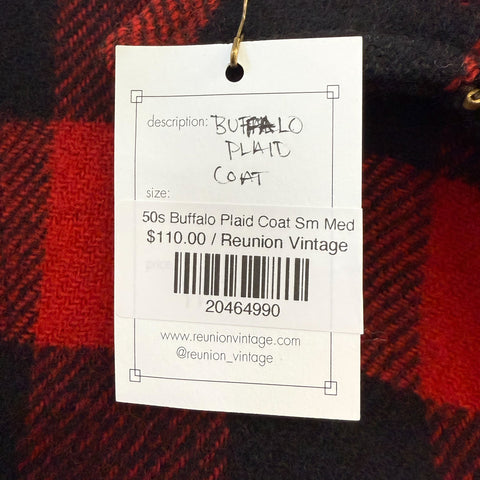 description: BUFFALO
PLAID
COAT
size:
50s Buffalo Plaid Coat Sm Med
$110.00 / Reunion Vintage
20464990
www.reunionvintage.com
@reunion_vintage